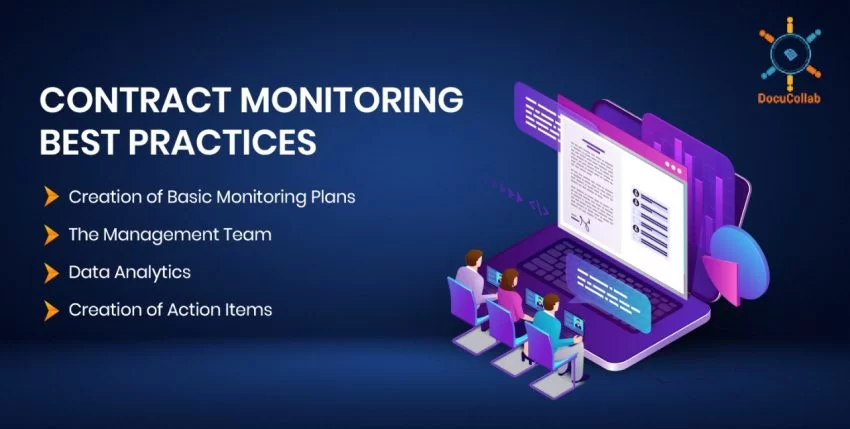 DocuCollab
CONTRACT MONITORING
BEST PRACTICES
Creation of Basic Monitoring Plans
The Management Team
Data Analytics
Creation of Action Items